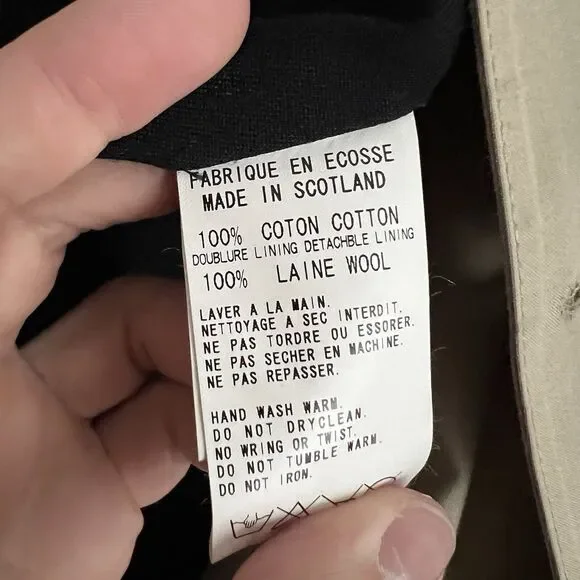 FABRIQUE EN ECOSSE
MADE IN SCOTLAND
100% COTON COTTON
DOUBLURE LINING DETACHBLE LINING
100% LAINE WOOL
LAVER A LA MAIN.
NETTOYAGE A SEC INTERDIT.
NE PAS TORDRE OU ESSORER.
NE PAS SECHER EN MACHINE.
NE PAS REPASSER.
HAND WASH WARM.
DO NOT DRYCLEAN.
NO WRING OR TWIST.
DO NOT TUMBLE WARM.
DO NOT IRON.